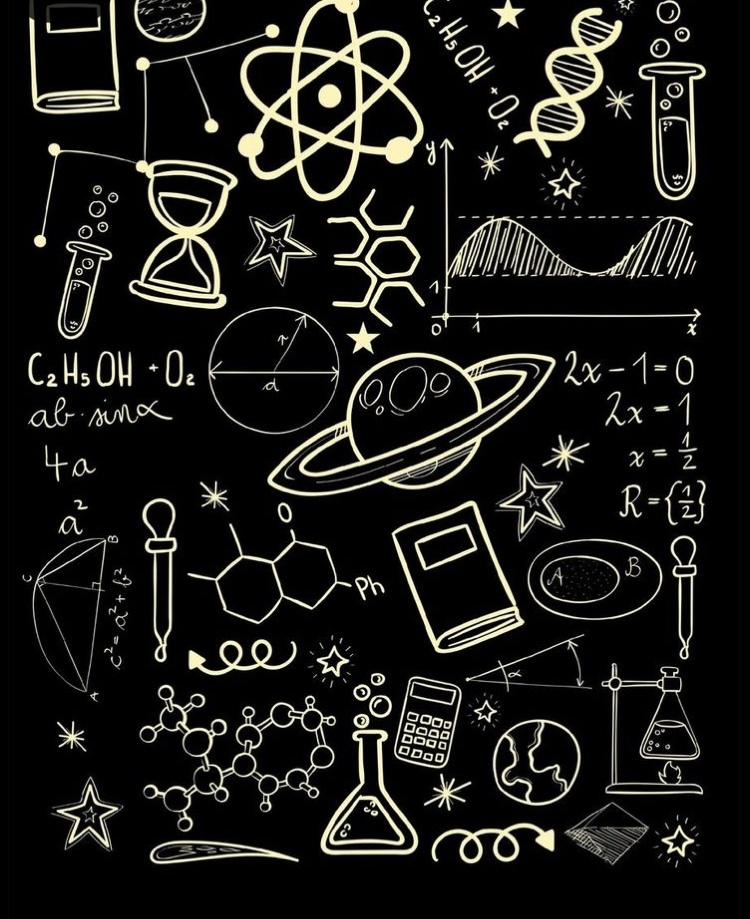 C₂H₅OH + O₂
y
1
0
1
x
r
d
C₂H₅OH + O₂
ab·sinα
4a
a²
2x - 1 = 0
2x = 1
x = 1/2
R = {1/2}
O
Ph
A B
B
C
A
c² = a² + b²
α